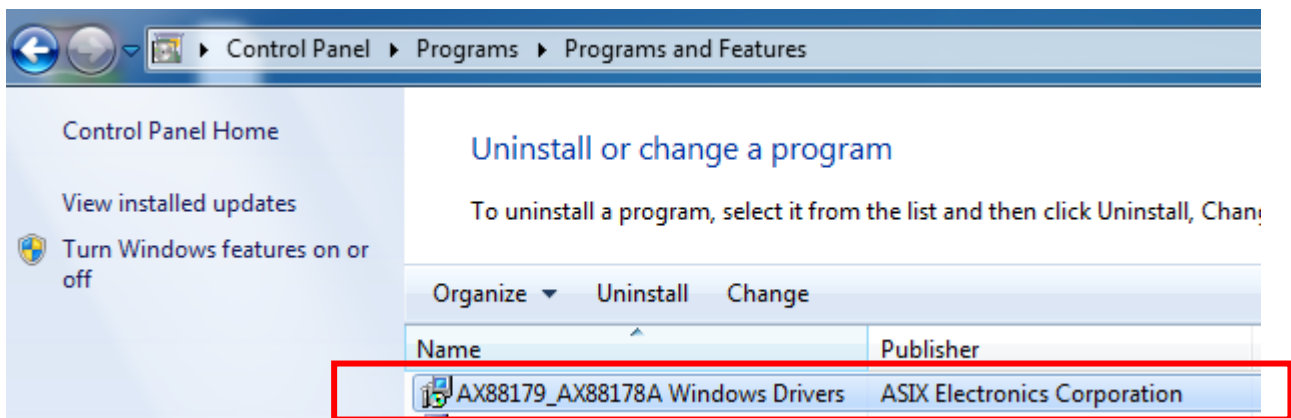 Control Panel ▸ Programs ▸ Programs and Features
Control Panel Home
View installed updates
Turn Windows features on or
off
Uninstall or change a program
To uninstall a program, select it from the list and then click Uninstall,
Organize Uninstall Change
Name Publisher
AX88179_AX88178A Windows Drivers ASIX Electronics Corporation